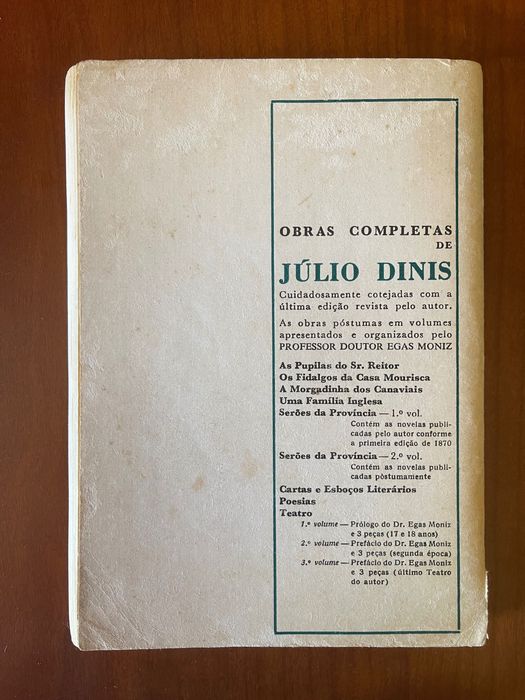 OBRAS COMPLETAS
DE
JÚLIO DINIS
Cuidadosamente cotejadas com a
última edição revista pelo autor.
As obras póstumas em volumes
apresentados e organizados pelo
PROFESSOR DOUTOR EGAS MONIZ
As Pupilas do Sr. Reitor
Os Fidalgos da Casa Mourisca
A Morgadinha dos Canaviais
Uma Família Inglesa
Serões da Província — 1.º vol.
Contém as novelas publi-
cadas pelo autor conforme
a primeira edição de 1870
Serões da Província — 2.º vol.
Contém as novelas publi-
cadas pòstumamente
Cartas e Esboços Literários
Poesias
Teatro
1.º volume — Prólogo do Dr. Egas Moniz
e 3 peças (17 e 18 anos)
2.º volume — Prefácio do Dr. Egas Moniz
e 3 peças (segunda época)
3.º volume — Prefácio do Dr. Egas Moniz
e 3 peças (último Teatro
do autor)